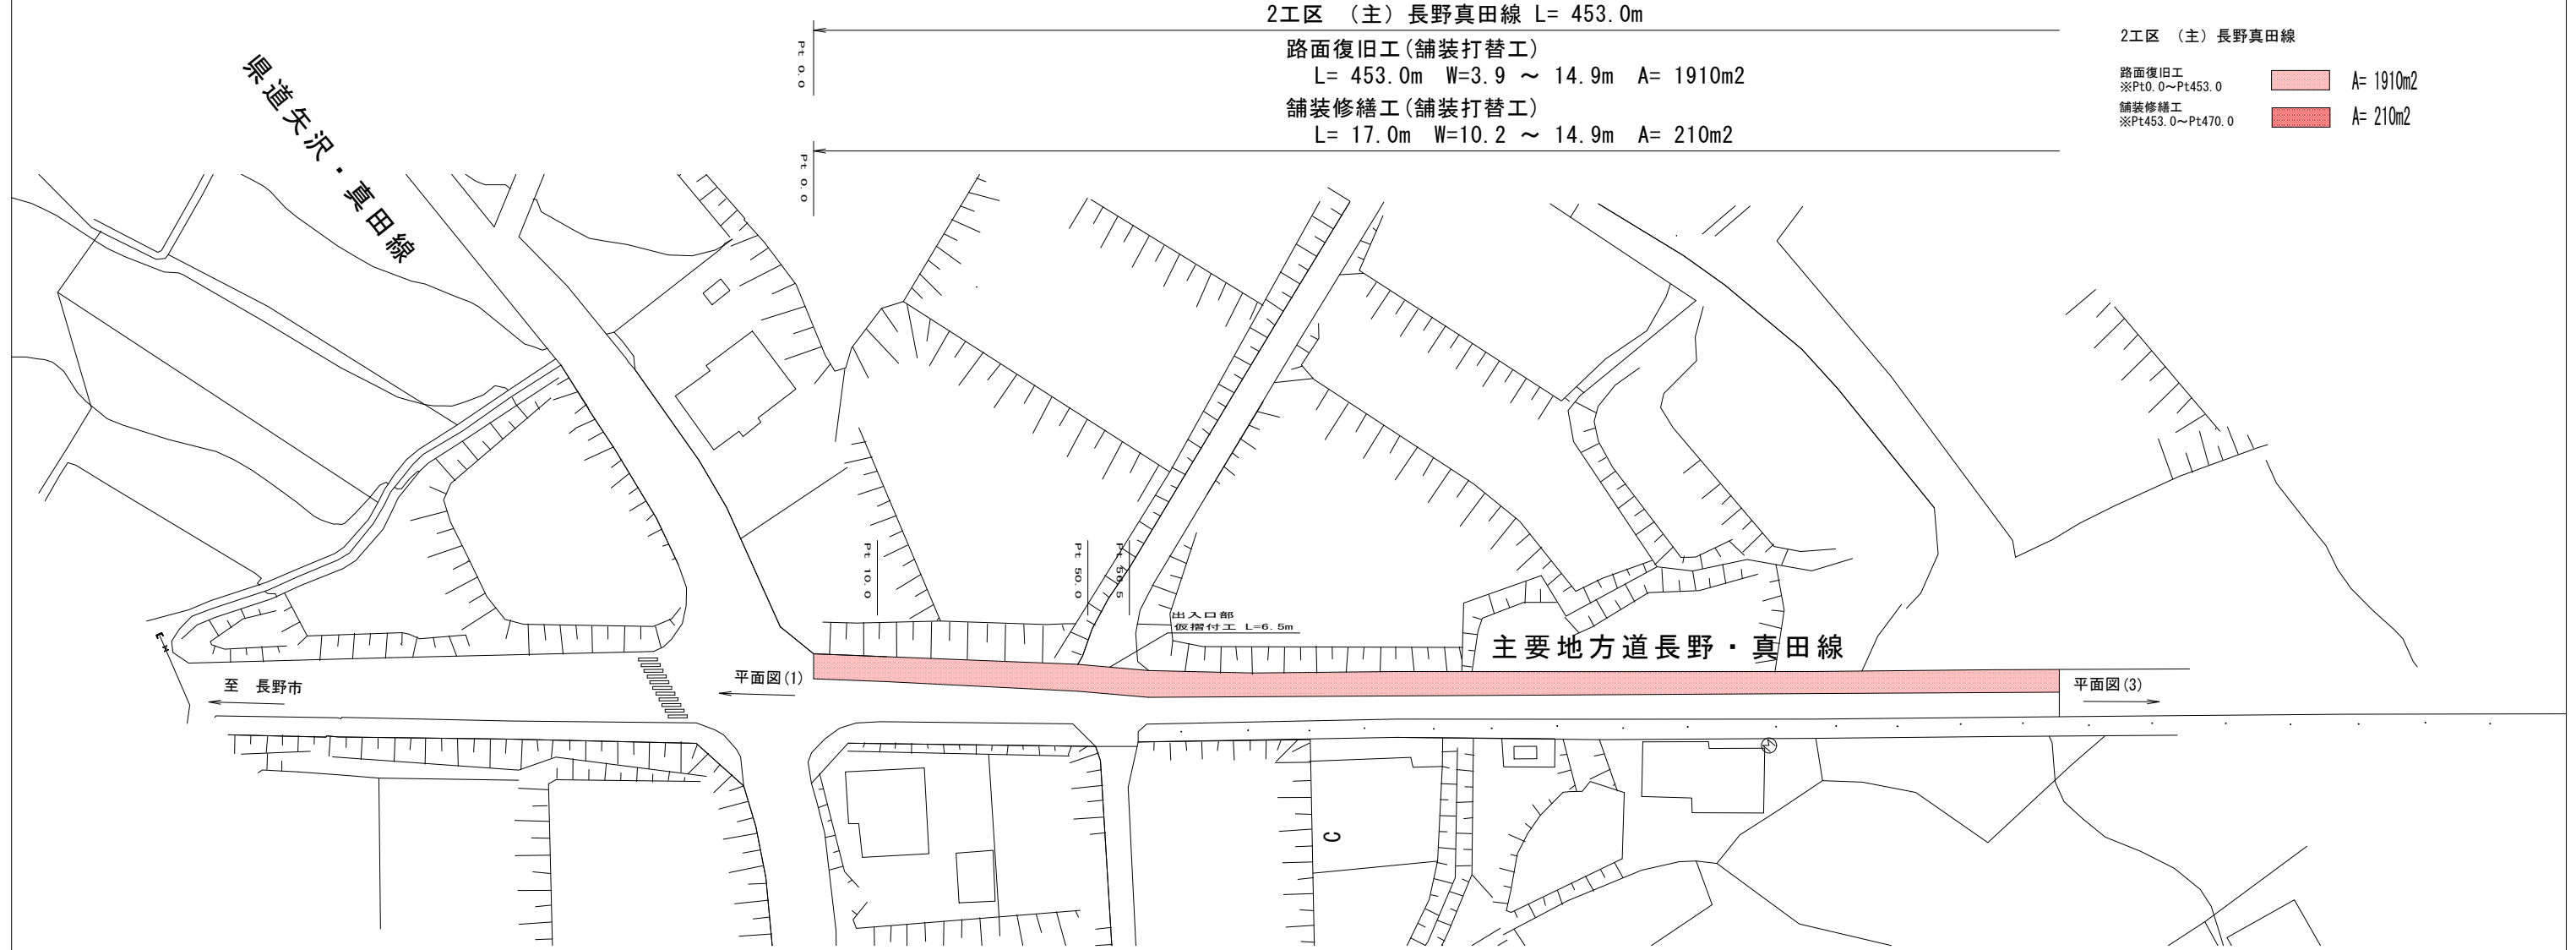 2工区 （主）長野真田線 L= 453.0m
Pt 0.0
路面復旧工(舗装打替工)
L= 453.0m W=3.9 ～ 14.9m A= 1910m2
舗装修繕工(舗装打替工)
L= 17.0m W=10.2 ～ 14.9m A= 210m2
Pt 0.0
2工区 （主）長野真田線
路面復旧工
※Pt0.0～Pt453.0
A= 1910m2
舗装修繕工
※Pt453.0～Pt470.0
A= 210m2
県道矢沢・真田線
Pt 10.0
Pt 50.0
Pt 56.5
出入口部
仮摺付工 L=6.5m
主要地方道長野・真田線
至 長野市
平面図(1)
平面図(3)
C